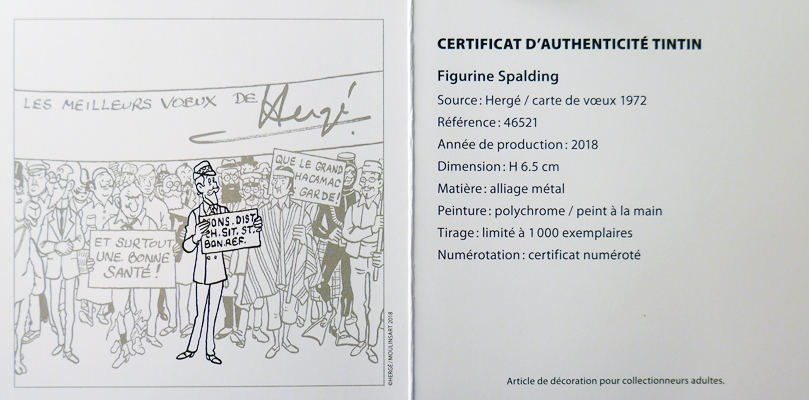 LES MEILLEURS VOEUX DE Hergé
QUE LE GRAND
HACAMAC
GARDE!
SONS. DIST.
CH. SIT. ST.
BON. REF.
ET SURTOUT
UNE BONNE
SANTÉ!
©HERGÉ/MOULINSART 2018
CERTIFICAT D'AUTHENTICITÉ TINTIN
Figurine Spalding
Source : Hergé / carte de vœux 1972
Référence : 46521
Année de production : 2018
Dimension : H 6.5 cm
Matière : alliage métal
Peinture : polychrome / peint à la main
Tirage : limité à 1 000 exemplaires
Numérotation : certificat numéroté
Article de décoration pour collectionneurs adultes.